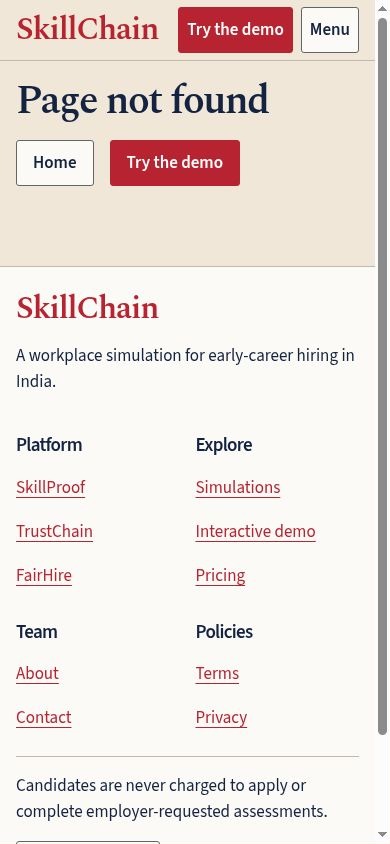 SkillChain
Try the demo
Menu
Page not found
Home
Try the demo
SkillChain
A workplace simulation for early-career hiring in
India.
Platform
SkillProof
TrustChain
FairHire
Explore
Simulations
Interactive demo
Pricing
Team
About
Contact
Policies
Terms
Privacy
Candidates are never charged to apply or
complete employer-requested assessments.